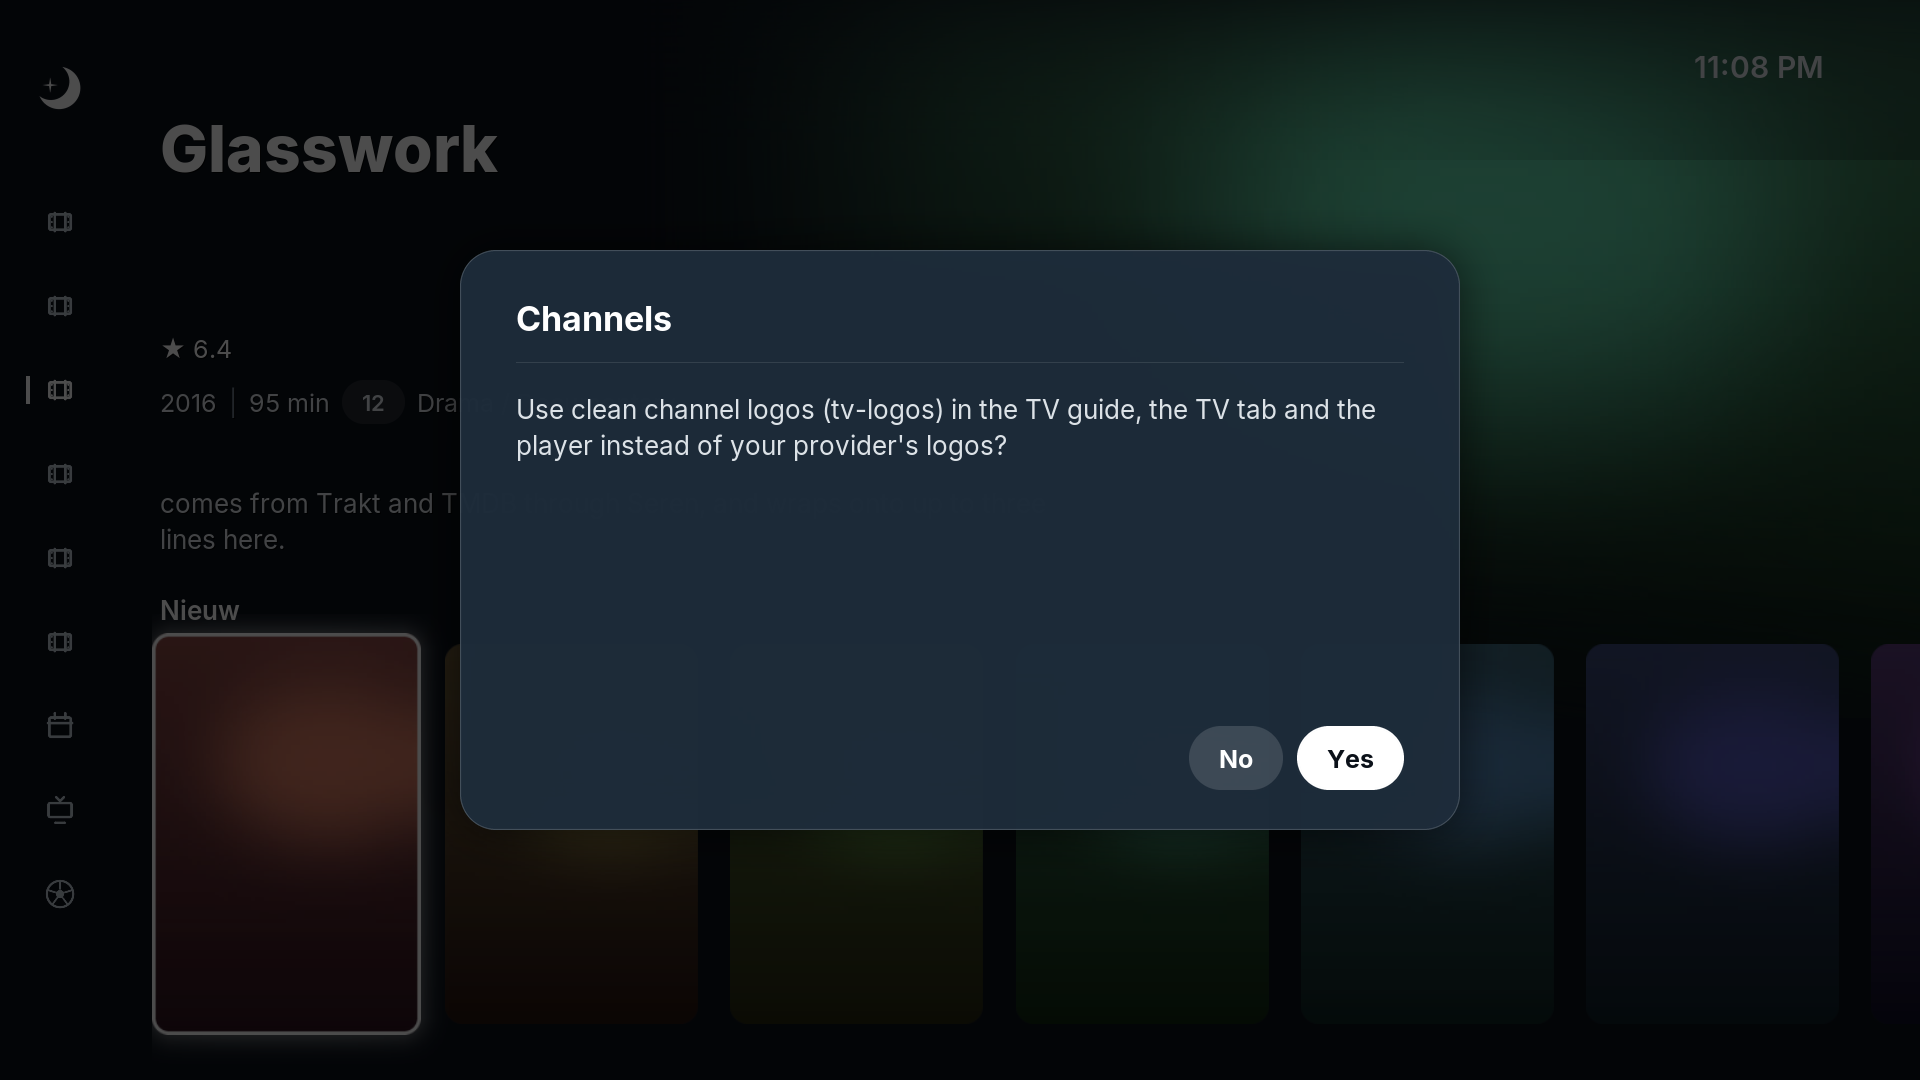 11:08 PM
Glasswork
★ 6.4
2016 | 95 min 12
comes from Trakt and
lines here.
Nieuw
Channels
Use clean channel logos (tv-logos) in the TV guide, the TV tab and the
player instead of your provider's logos?
No Yes